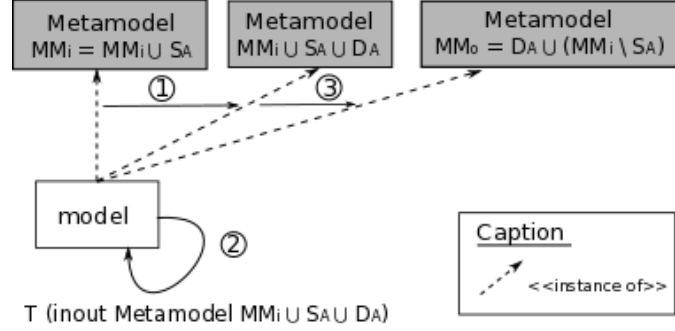 Metamodel
MMi = MMi ∪ SA
Metamodel
MMi ∪ SA ∪ DA
Metamodel
MMo = DA ∪ (MMi \ SA)
①
③
model
②
T (inout Metamodel MMi ∪ SA ∪ DA)
Caption
<<instance of>>